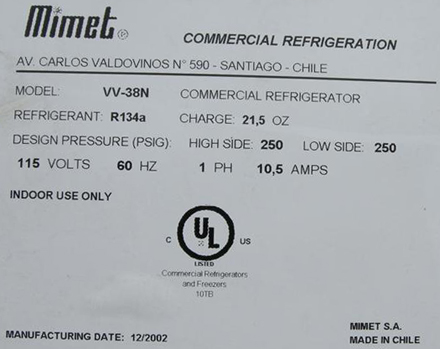 Mimet®
COMMERCIAL REFRIGERATION
AV. CARLOS VALDOVINOS N° 590 - SANTIAGO - CHILE
MODEL: VV-38N COMMERCIAL REFRIGERATOR
REFRIGERANT: R134a CHARGE: 21,5 OZ
DESIGN PRESSURE (PSIG): HIGH SIDE: 250 LOW SIDE: 250
115 VOLTS 60 HZ 1 PH 10,5 AMPS
INDOOR USE ONLY
C UL US
LISTED
Commercial Refrigerators
and Freezers
10TB
MIMET S.A.
MANUFACTURING DATE: 12/2002 MADE IN CHILE